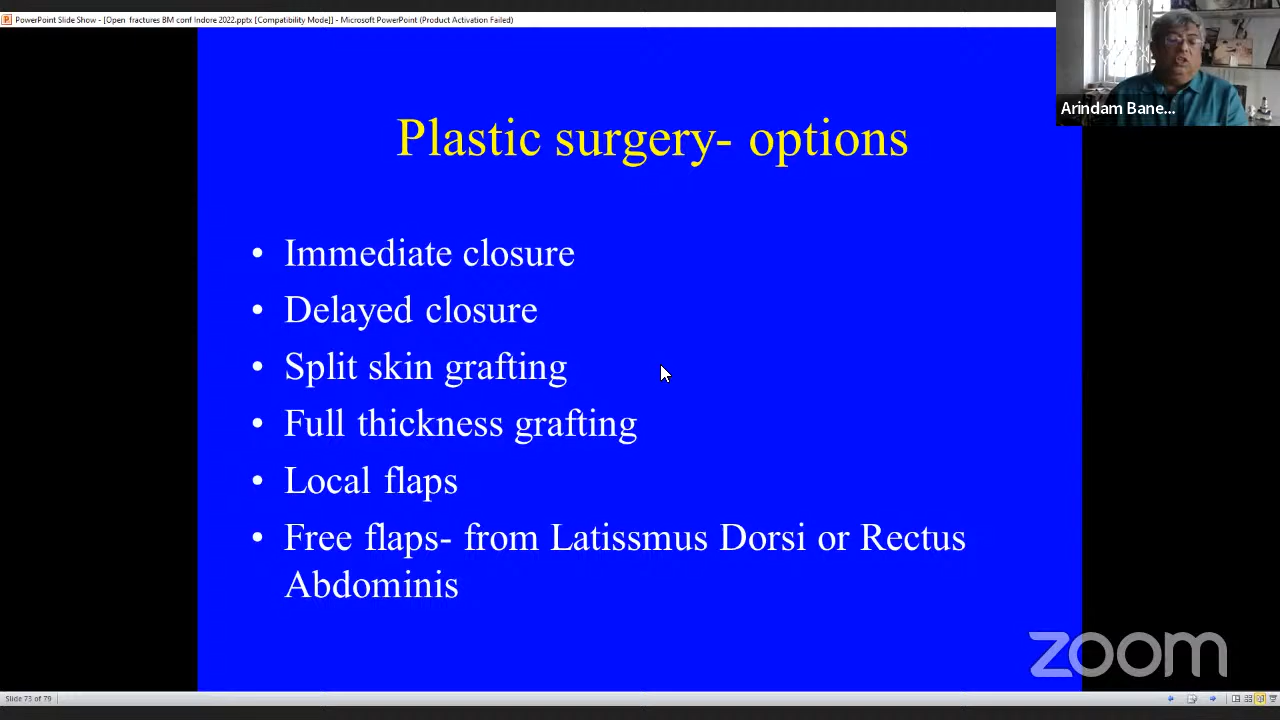 PowerPoint Slide Show - [Open fractures BM conf Indore 2022.pptx [Compatibility Mode]] - Microsoft PowerPoint (Product Activation Failed)
Arindam Bane...
Plastic surgery- options
• Immediate closure
• Delayed closure
• Split skin grafting
• Full thickness grafting
• Local flaps
• Free flaps- from Latissmus Dorsi or Rectus
Abdominis
zoom
Slide 73 of 79